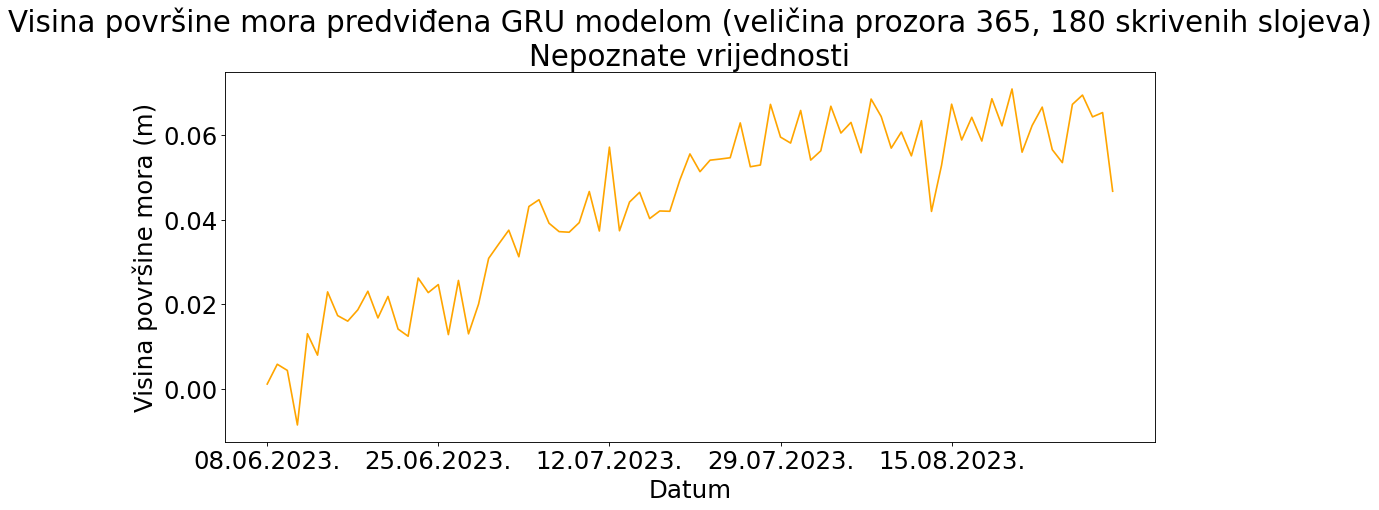 Visina površine mora predviđena GRU modelom (veličina prozora 365, 180 skrivenih slojeva)
Nepoznate vrijednosti
Visina površine mora (m)
0.06
0.04
0.02
0.00
08.06.2023. 25.06.2023. 12.07.2023. 29.07.2023. 15.08.2023.
Datum